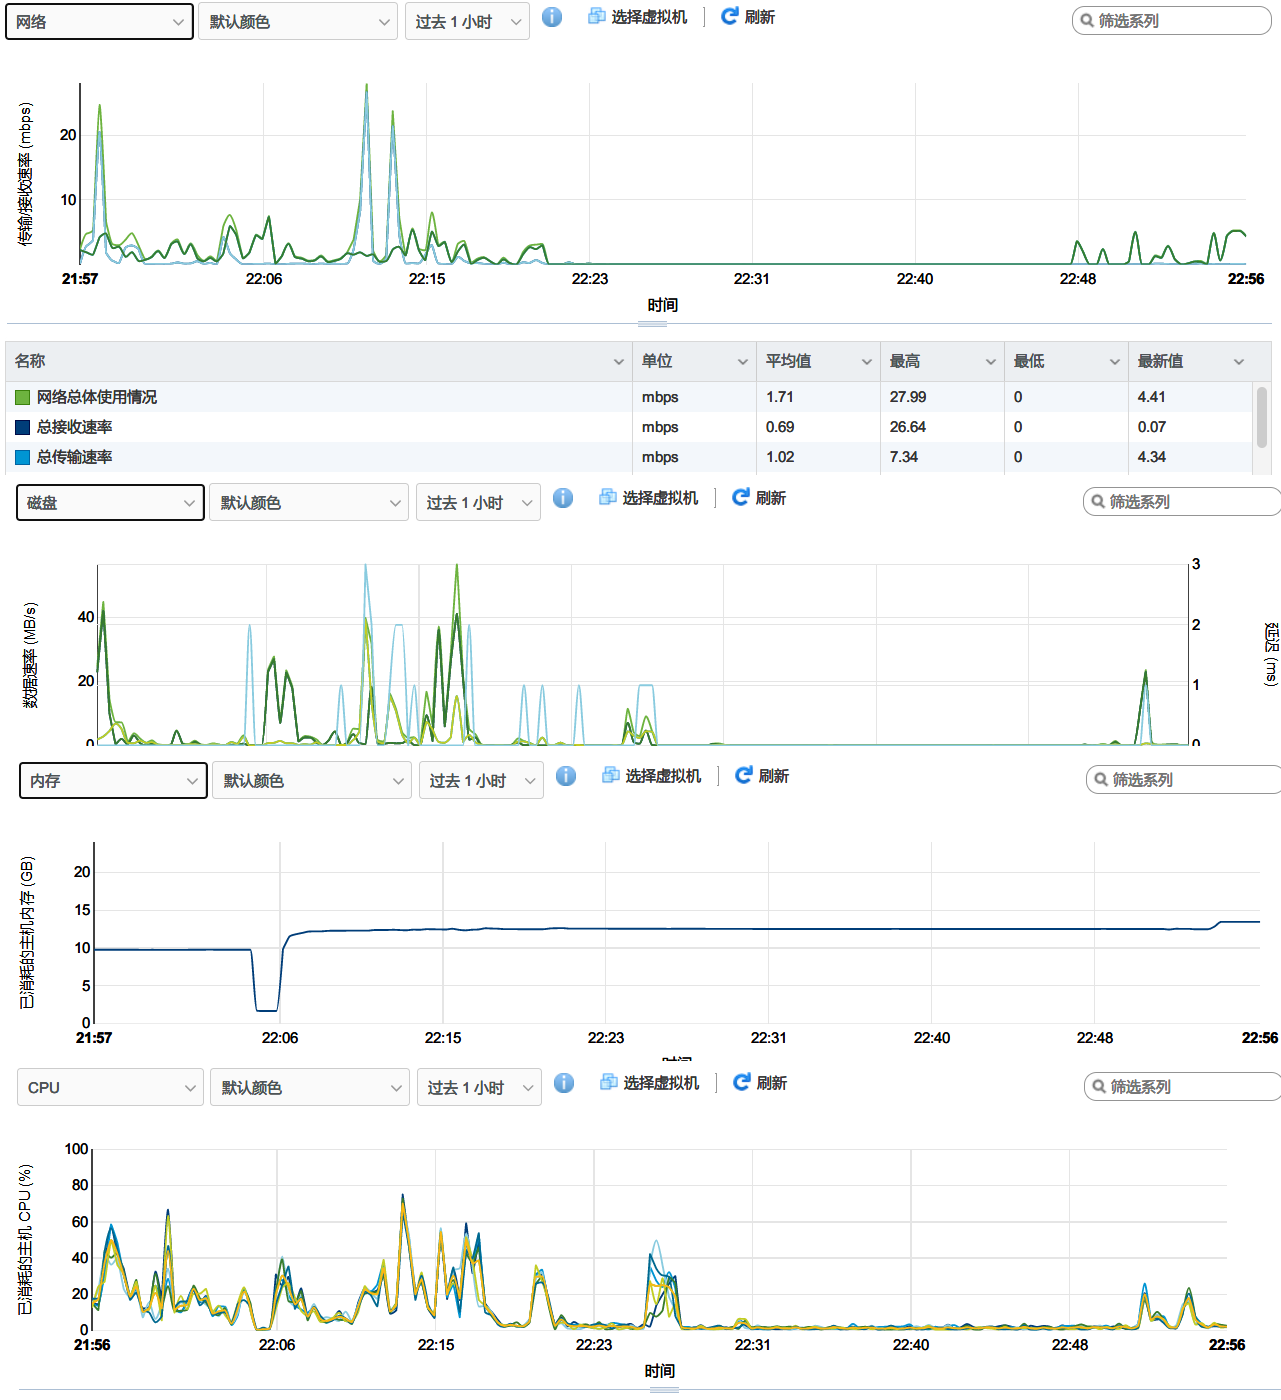 网络 默认颜色 过去 1 小时 选择虚拟机 刷新 筛选系列
传输/接收速率 (mbps)
20
10
21:57 22:06 22:15 22:23 22:31 22:40 22:48 22:56
时间
名称 单位 平均值 最高 最低 最新值
网络总体使用情况 mbps 1.71 27.99 0 4.41
总接收速率 mbps 0.69 26.64 0 0.07
总传输速率 mbps 1.02 7.34 0 4.34
磁盘 默认颜色 过去 1 小时 选择虚拟机 刷新 筛选系列
数据速率 (MB/s)
40
20
0
3
2
1
0
延迟 (ms)
内存 默认颜色 过去 1 小时 选择虚拟机 刷新 筛选系列
已消耗的主机内存 (GB)
20
15
10
5
0
21:57 22:06 22:15 22:23 22:31 22:40 22:48 22:56
时间
CPU 默认颜色 过去 1 小时 选择虚拟机 刷新 筛选系列
已消耗的主机 CPU (%)
100
80
60
40
20
0
21:56 22:06 22:15 22:23 22:31 22:40 22:48 22:56
时间